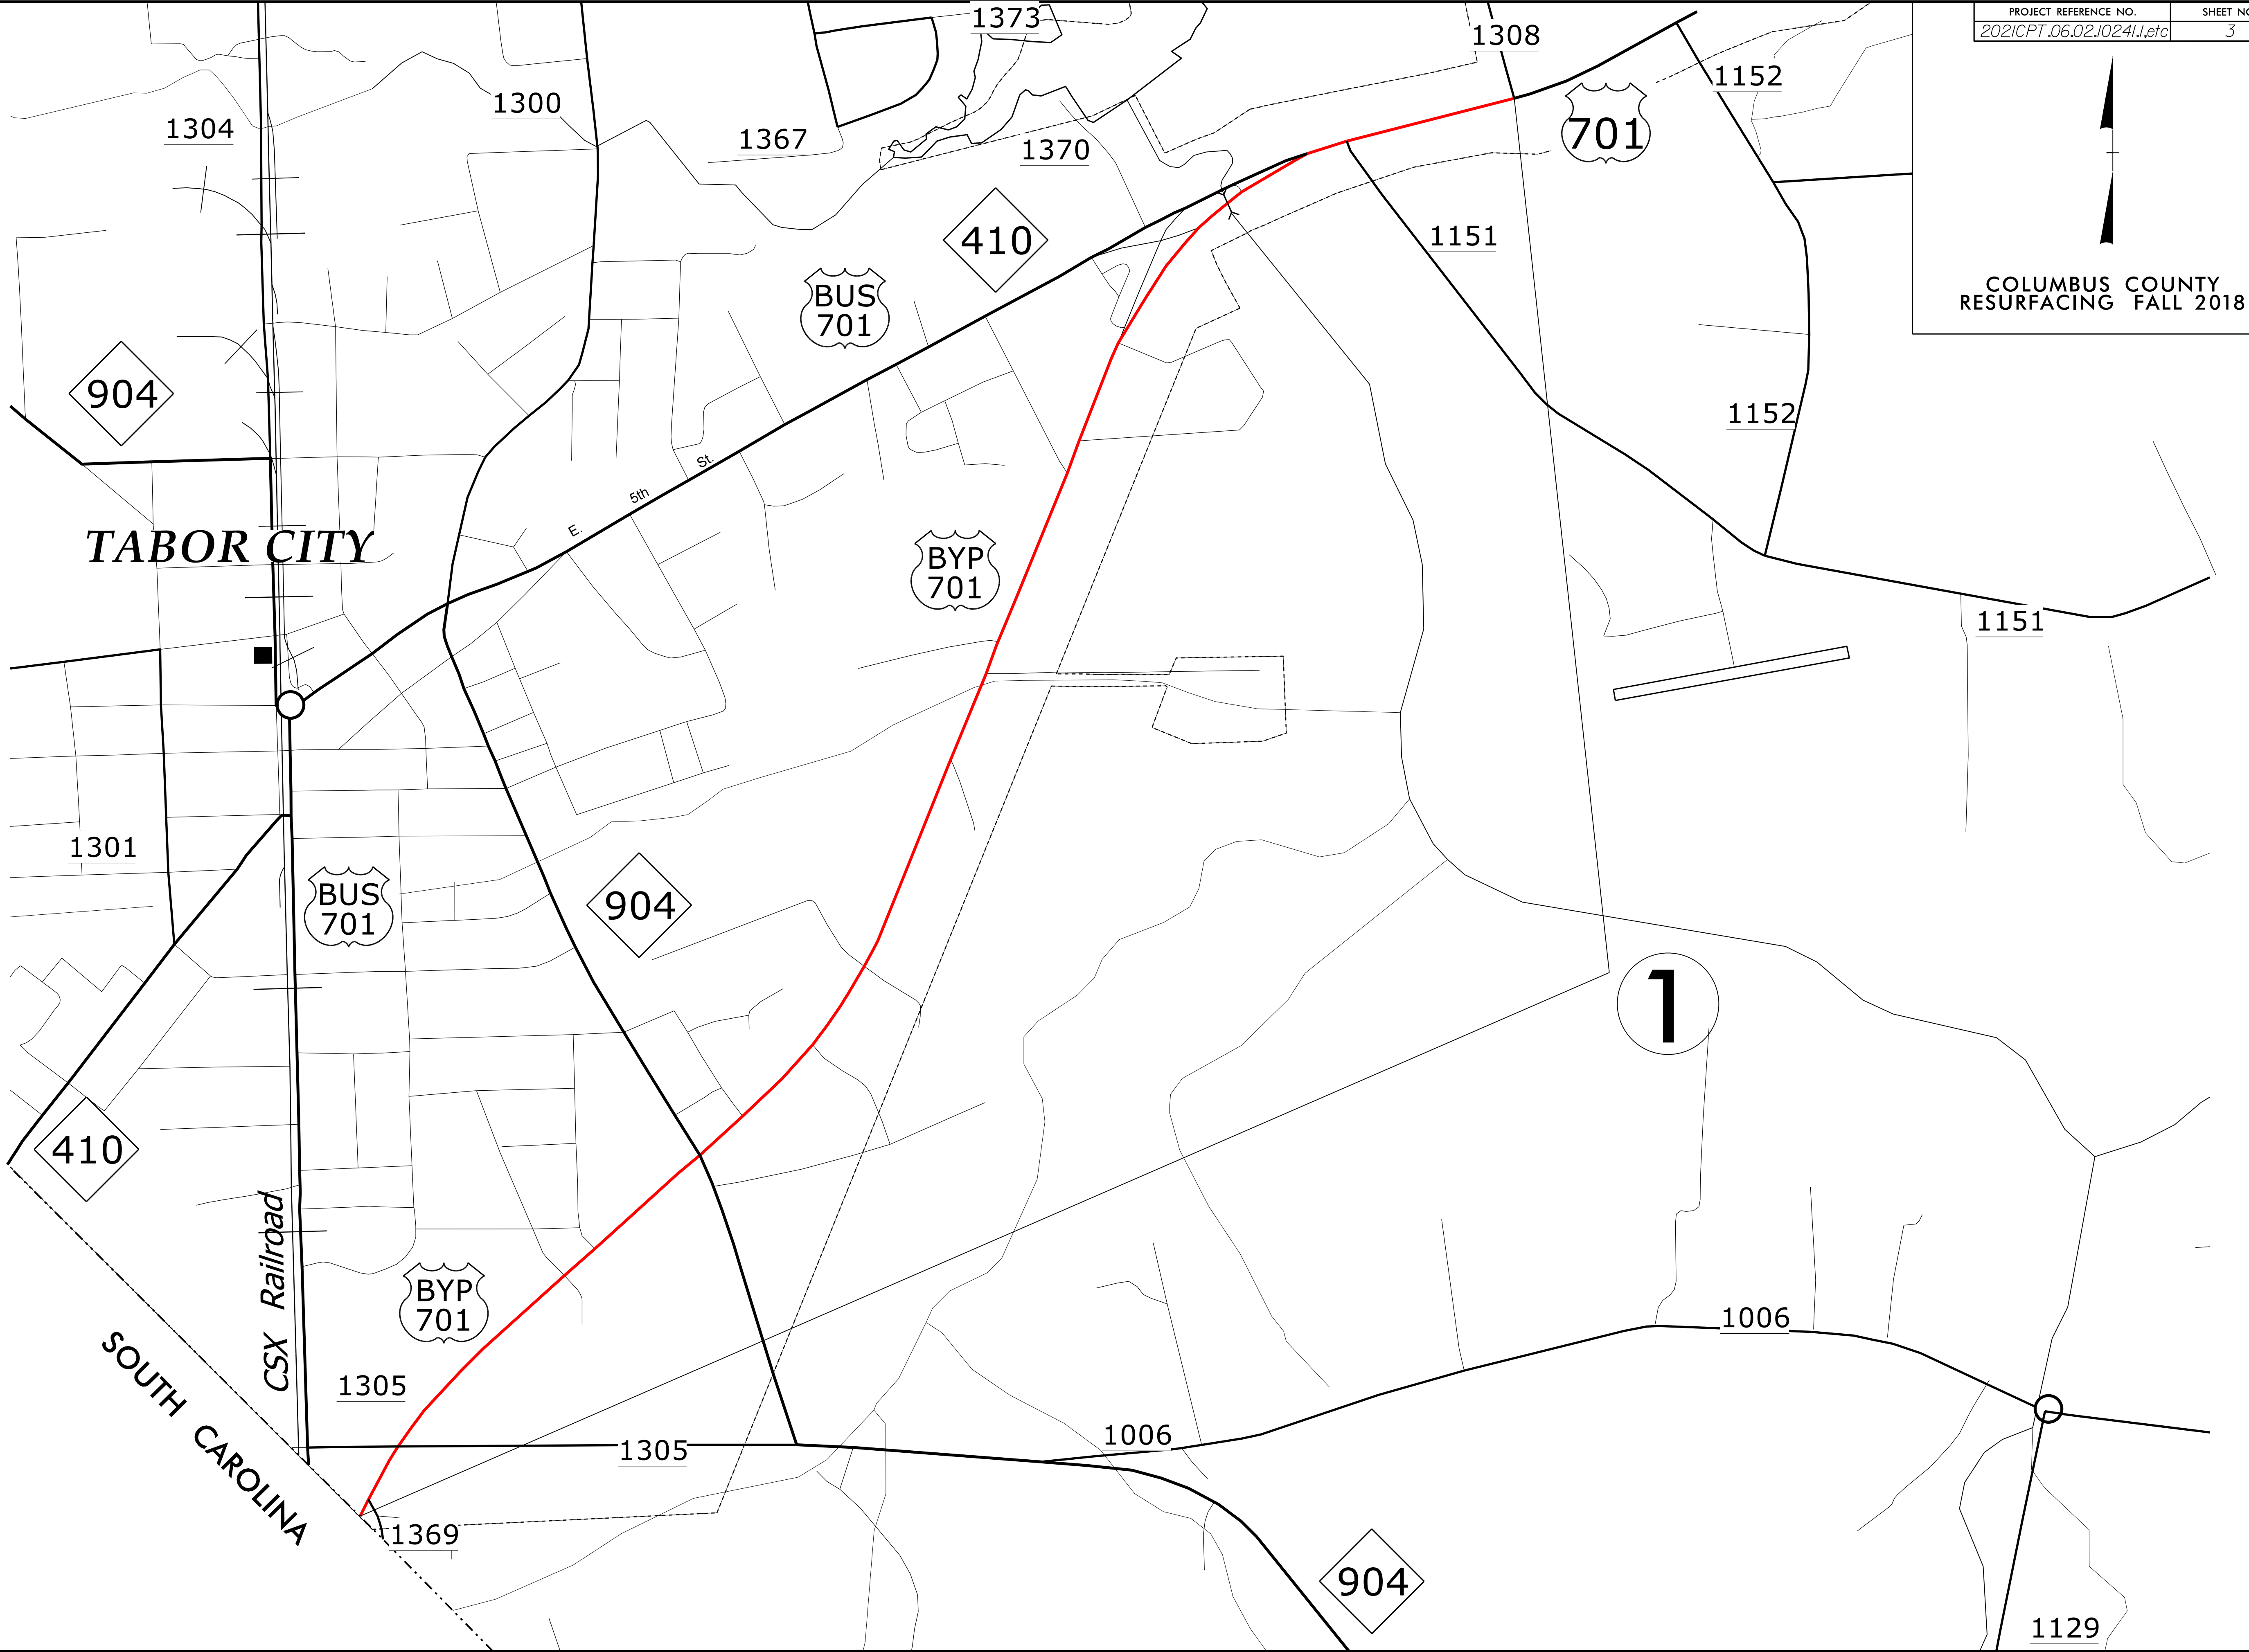 PROJECT REFERENCE NO.
SHEET NO
2021CPT.06.02.10241.1,etc
3
1373
1308
1152
1300
701
1304
1367
1370
1151
410
COLUMBUS COUNTY
RESURFACING FALL 2018
BUS
701
904
1152
St.
5th
E.
TABOR CITY
BYP
701
1151
1301
BUS
701
904
1
410
CSX Railroad
BYP
701
1006
SOUTH CAROLINA
1305
1006
1305
1369
904
1129